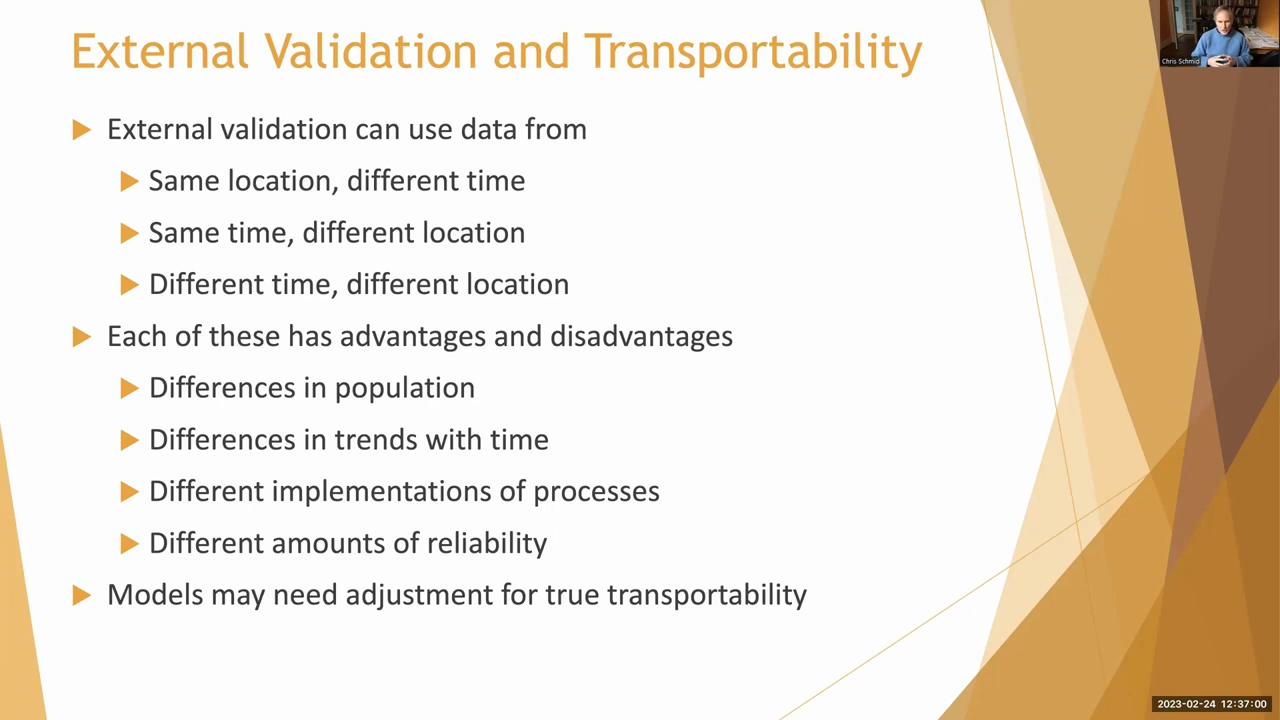 External Validation and Transportability
Chris Schmid
External validation can use data from
Same location, different time
Same time, different location
Different time, different location
Each of these has advantages and disadvantages
Differences in population
Differences in trends with time
Different implementations of processes
Different amounts of reliability
Models may need adjustment for true transportability
2023-02-24 12:37:00